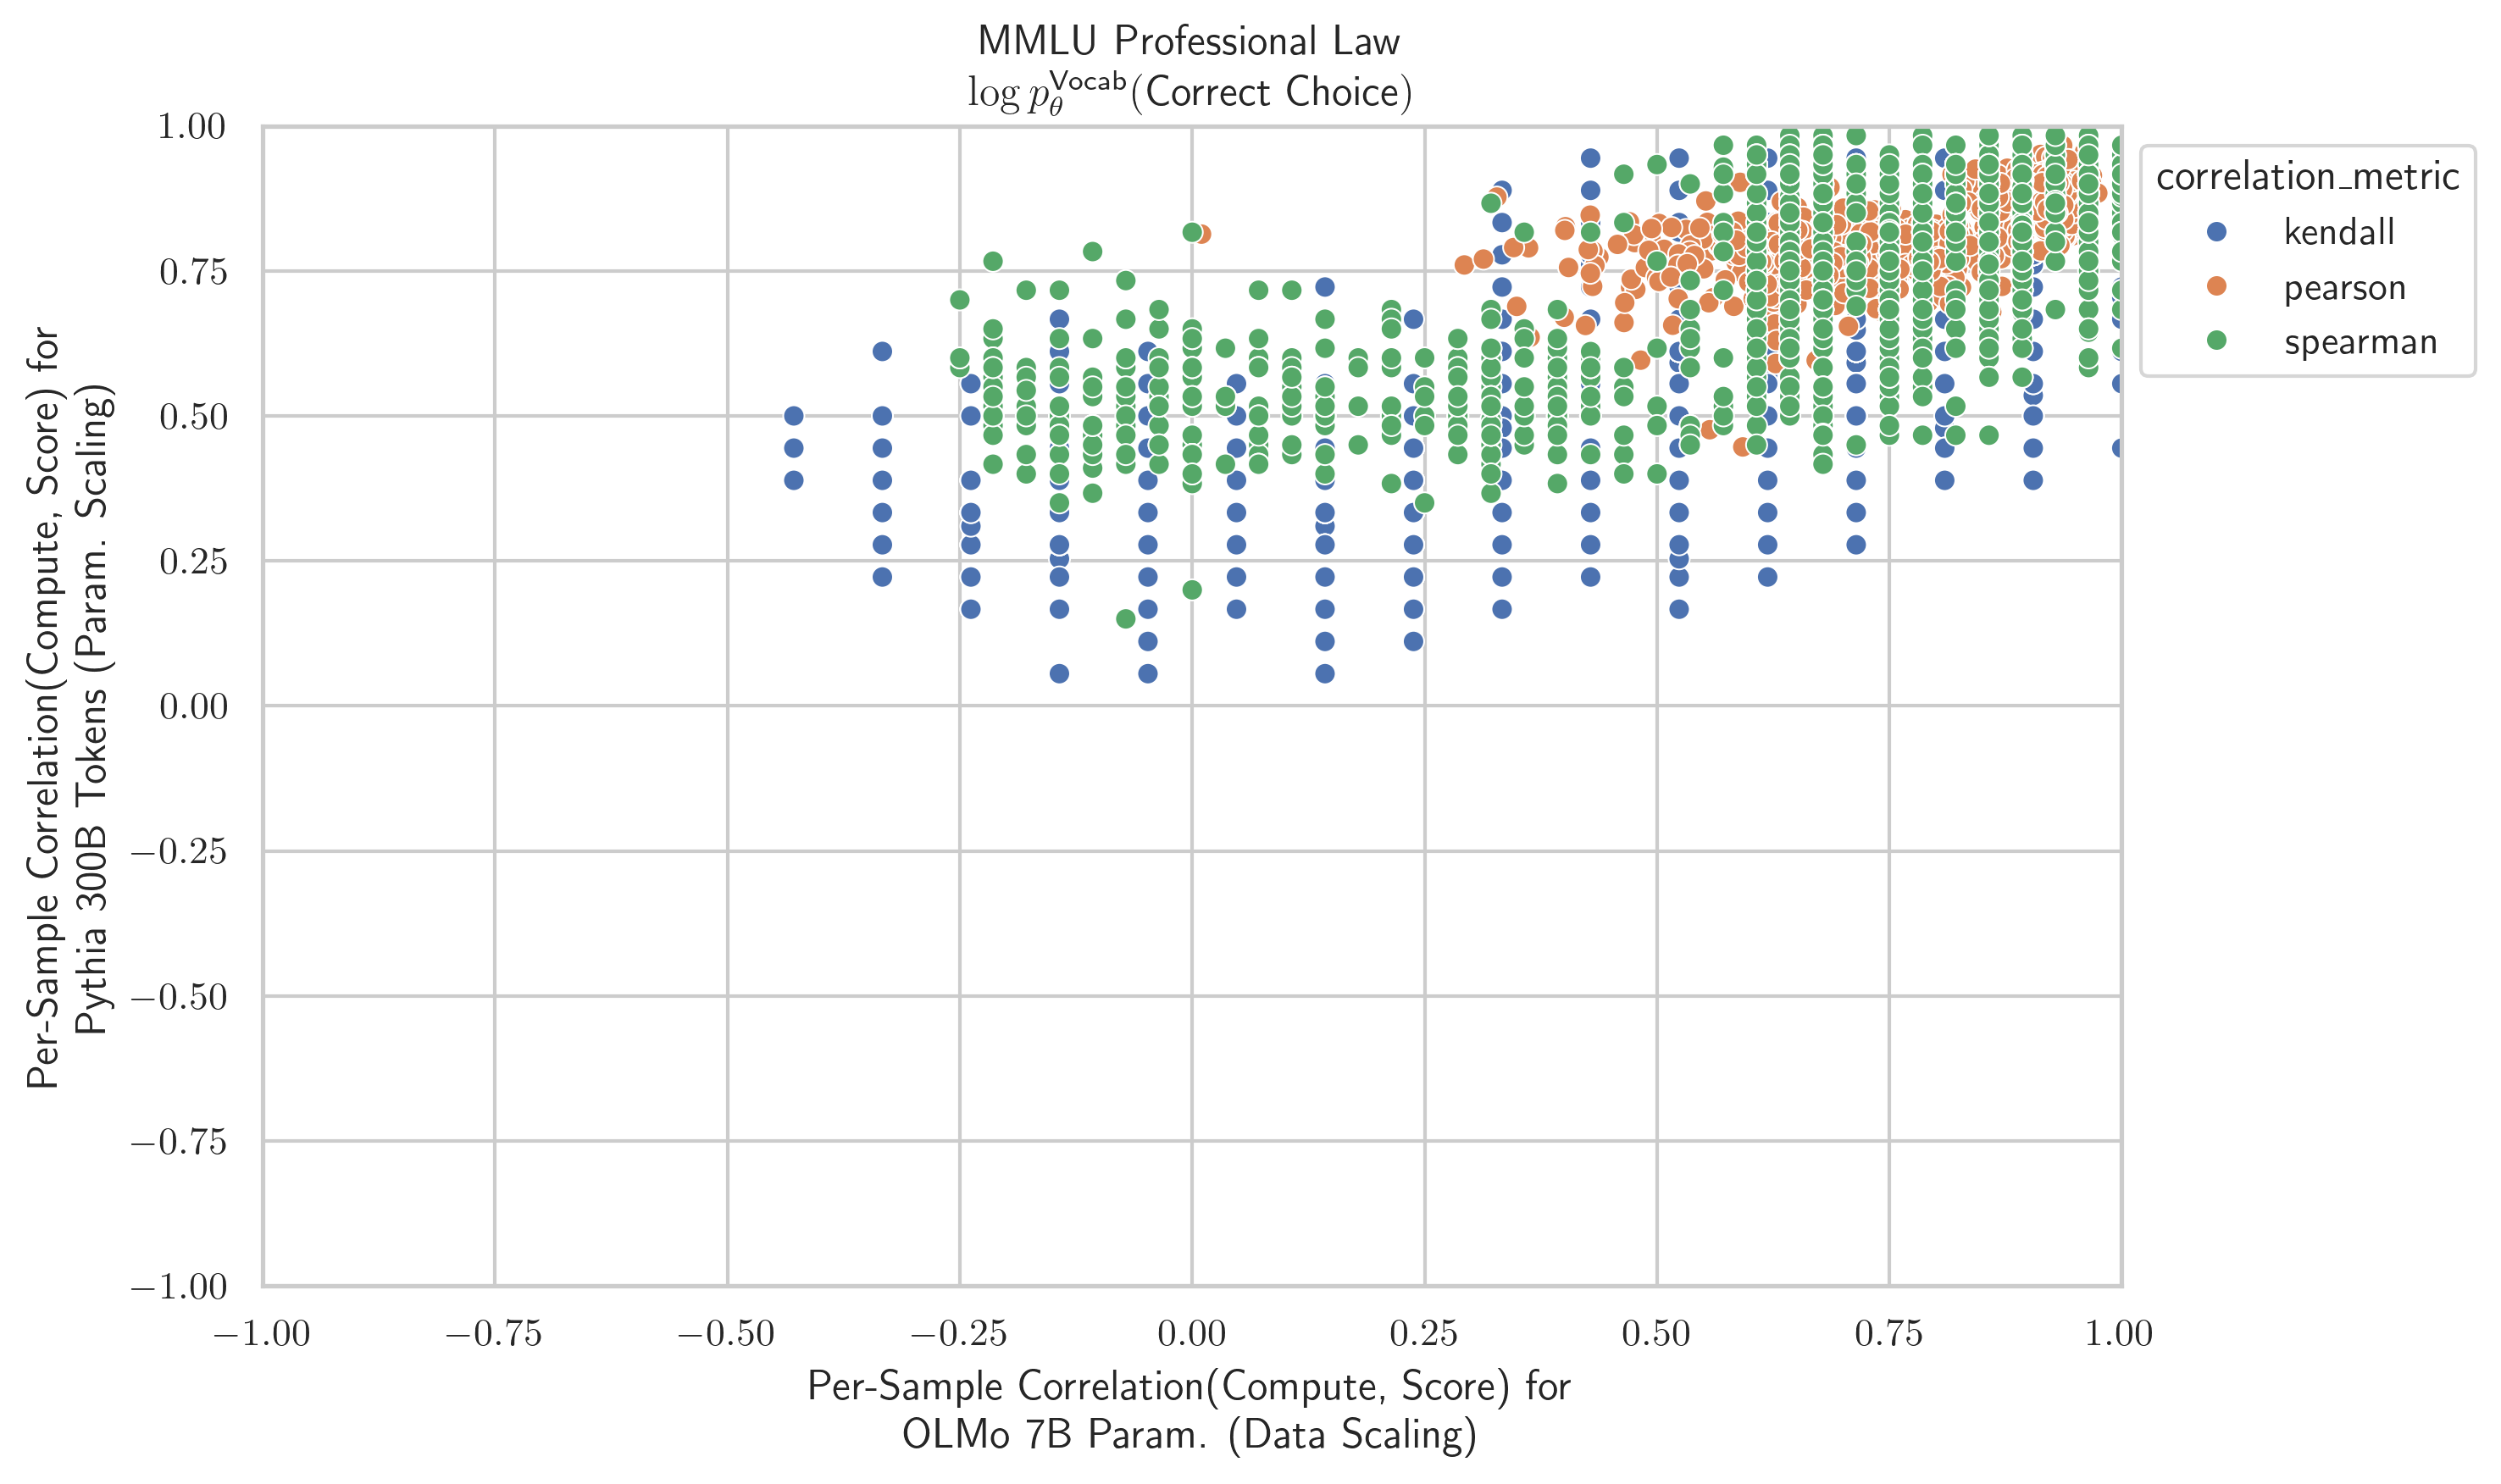 MMLU Professional Law
log p_θ^Vocab(Correct Choice)
Per-Sample Correlation(Compute, Score) for
Pythia 300B Tokens (Param. Scaling)
1.00
0.75
0.50
0.25
0.00
−0.25
−0.50
−0.75
−1.00
−1.00 −0.75 −0.50 −0.25 0.00 0.25 0.50 0.75 1.00
Per-Sample Correlation(Compute, Score) for
OLMo 7B Param. (Data Scaling)
correlation_metric
kendall
pearson
spearman